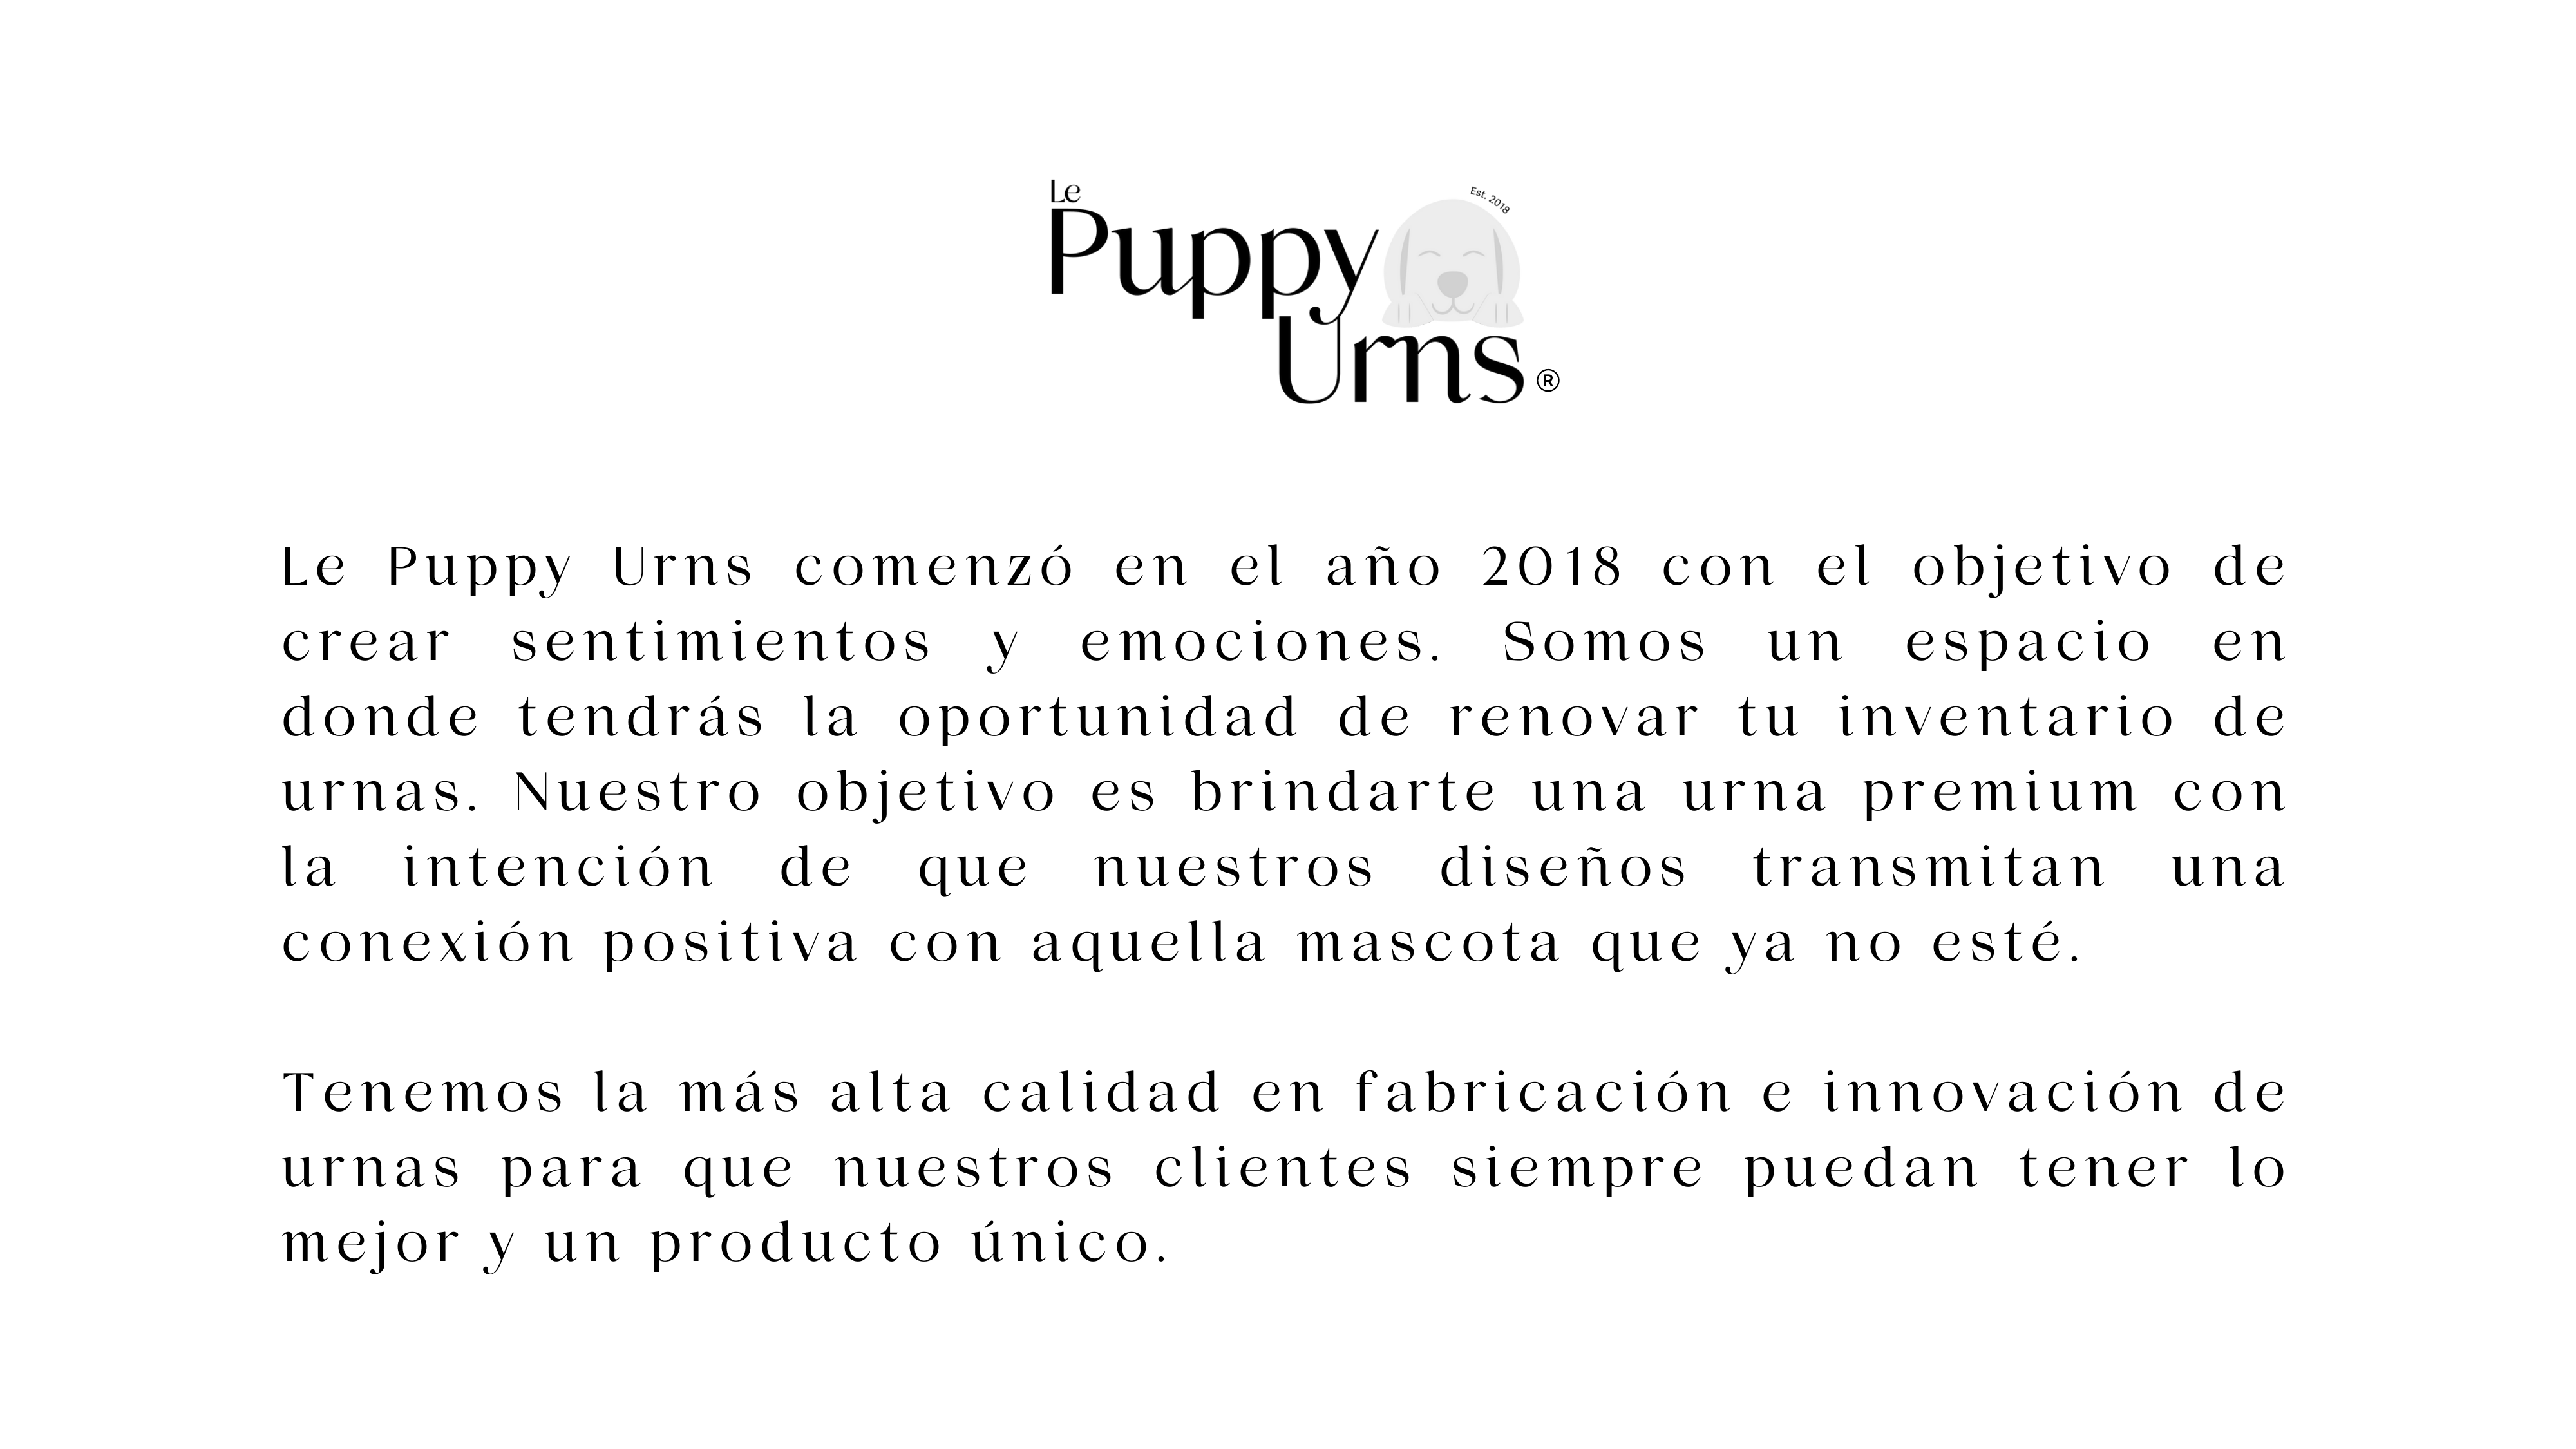 Le
Est. 2018
Puppy
Urns®
Le Puppy Urns comenzó en el año 2018 con el objetivo de
crear sentimientos y emociones. Somos un espacio en
donde tendrás la oportunidad de renovar tu inventario de
urnas. Nuestro objetivo es brindarte una urna premium con
la intención de que nuestros diseños transmitan una
conexión positiva con aquella mascota que ya no esté.
Tenemos la más alta calidad en fabricación e innovación de
urnas para que nuestros clientes siempre puedan tener lo
mejor y un producto único.